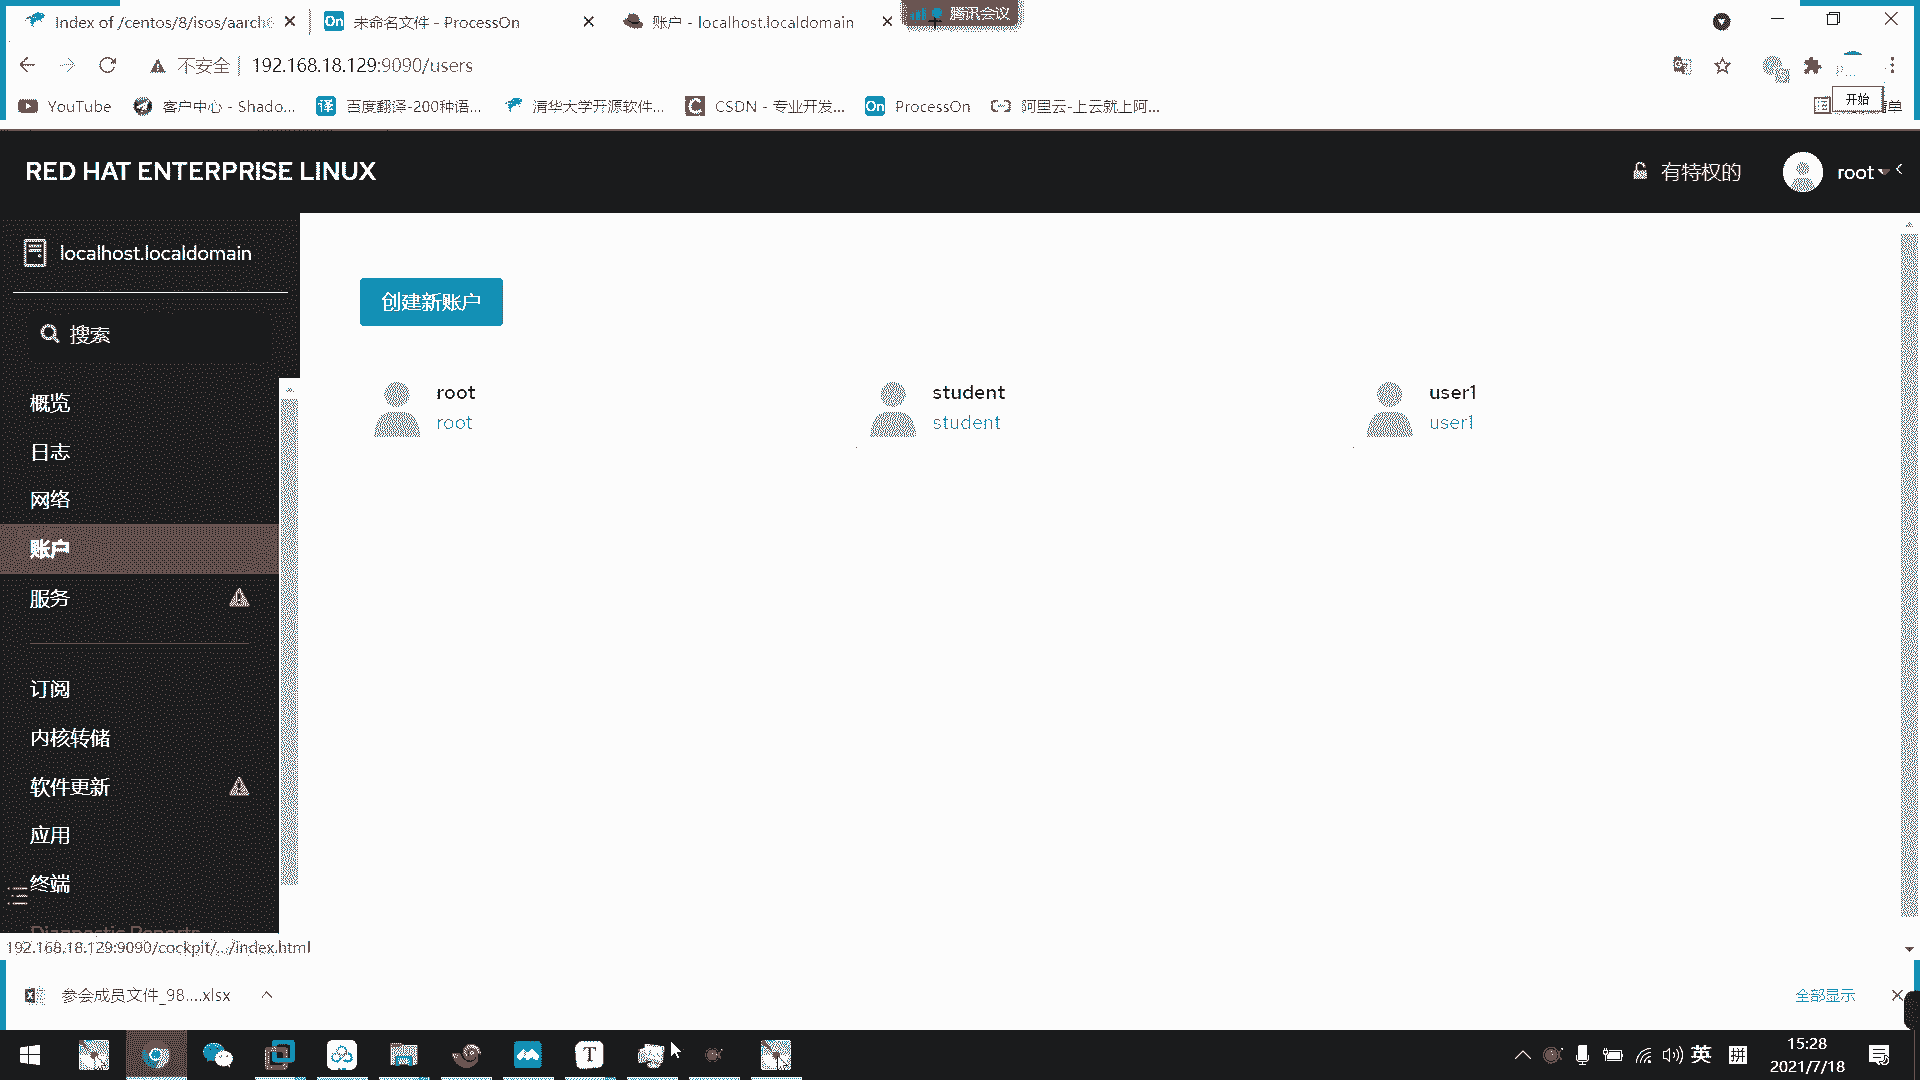 Index of /centos/8/isos/aarch6
未命名文件 - ProcessOn
账户 - localhost.localdomain
腾讯会议
不安全
192.168.18.129:9090/users
YouTube
客户中心 - Shado...
百度翻译-200种语...
清华大学开源软件...
CSDN - 专业开发...
ProcessOn
阿里云-上云就上阿...
开始
单
RED HAT ENTERPRISE LINUX
有特权的
root
localhost.localdomain
搜索
创建新账户
root
root
student
student
user1
user1
概览
日志
网络
账户
服务
订阅
内核转储
软件更新
应用
终端
Diagnostic Reports
192.168.18.129:9090/cockpit/.../index.html
参会成员文件_98....xlsx
全部显示
英
拼
15:28
2021/7/18